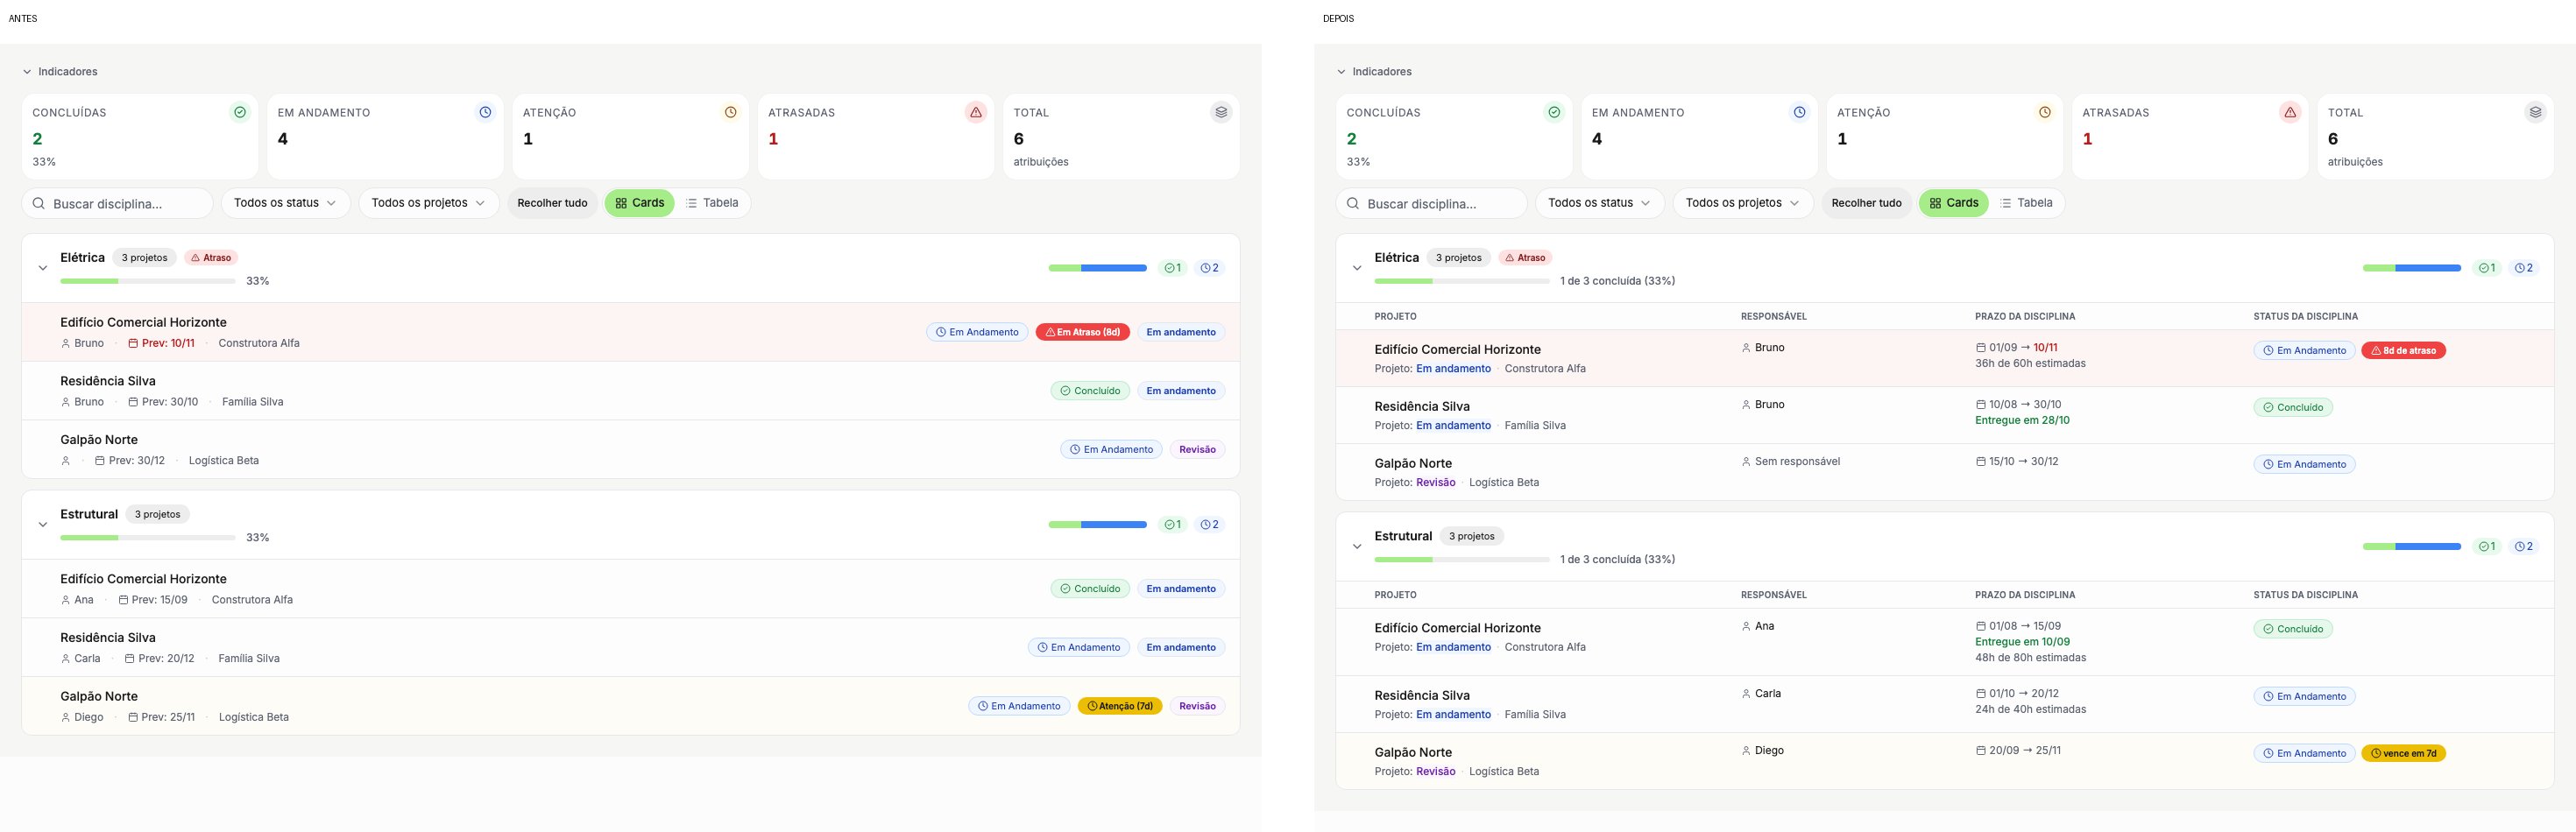 ANTES
Indicadores
CONCLUÍDAS
2
33%
EM ANDAMENTO
4
ATENÇÃO
1
ATRASADAS
1
TOTAL
6
atribuições
Buscar disciplina... Todos os status Todos os projetos Recolher tudo Cards Tabela
Elétrica 3 projetos Atraso
33% 1 2
Edifício Comercial Horizonte
Bruno · Prev: 10/11 · Construtora Alfa
Em Andamento Em Atraso (8d) Em andamento
Residência Silva
Bruno · Prev: 30/10 · Família Silva
Concluído Em andamento
Galpão Norte
· Prev: 30/12 · Logística Beta
Em Andamento Revisão
Estrutural 3 projetos
33% 1 2
Edifício Comercial Horizonte
Ana · Prev: 15/09 · Construtora Alfa
Concluído Em andamento
Residência Silva
Carla · Prev: 20/12 · Família Silva
Em Andamento Em andamento
Galpão Norte
Diego · Prev: 25/11 · Logística Beta
Em Andamento Atenção (7d) Revisão
DEPOIS
Indicadores
CONCLUÍDAS
2
33%
EM ANDAMENTO
4
ATENÇÃO
1
ATRASADAS
1
TOTAL
6
atribuições
Buscar disciplina... Todos os status Todos os projetos Recolher tudo Cards Tabela
Elétrica 3 projetos Atraso
1 de 3 concluída (33%) 1 2
PROJETO RESPONSÁVEL PRAZO DA DISCIPLINA STATUS DA DISCIPLINA
Edifício Comercial Horizonte
Projeto: Em andamento · Construtora Alfa
Bruno
01/09 → 10/11
36h de 60h estimadas
Em Andamento 8d de atraso
Residência Silva
Projeto: Em andamento · Família Silva
Bruno
10/08 → 30/10
Entregue em 28/10
Concluído
Galpão Norte
Projeto: Revisão · Logística Beta
Sem responsável
15/10 → 30/12
Em Andamento
Estrutural 3 projetos
1 de 3 concluída (33%) 1 2
PROJETO RESPONSÁVEL PRAZO DA DISCIPLINA STATUS DA DISCIPLINA
Edifício Comercial Horizonte
Projeto: Em andamento · Construtora Alfa
Ana
01/08 → 15/09
Entregue em 10/09
48h de 80h estimadas
Concluído
Residência Silva
Projeto: Em andamento · Família Silva
Carla
01/10 → 20/12
24h de 40h estimadas
Em Andamento
Galpão Norte
Projeto: Revisão · Logística Beta
Diego
20/09 → 25/11
Em Andamento vence em 7d